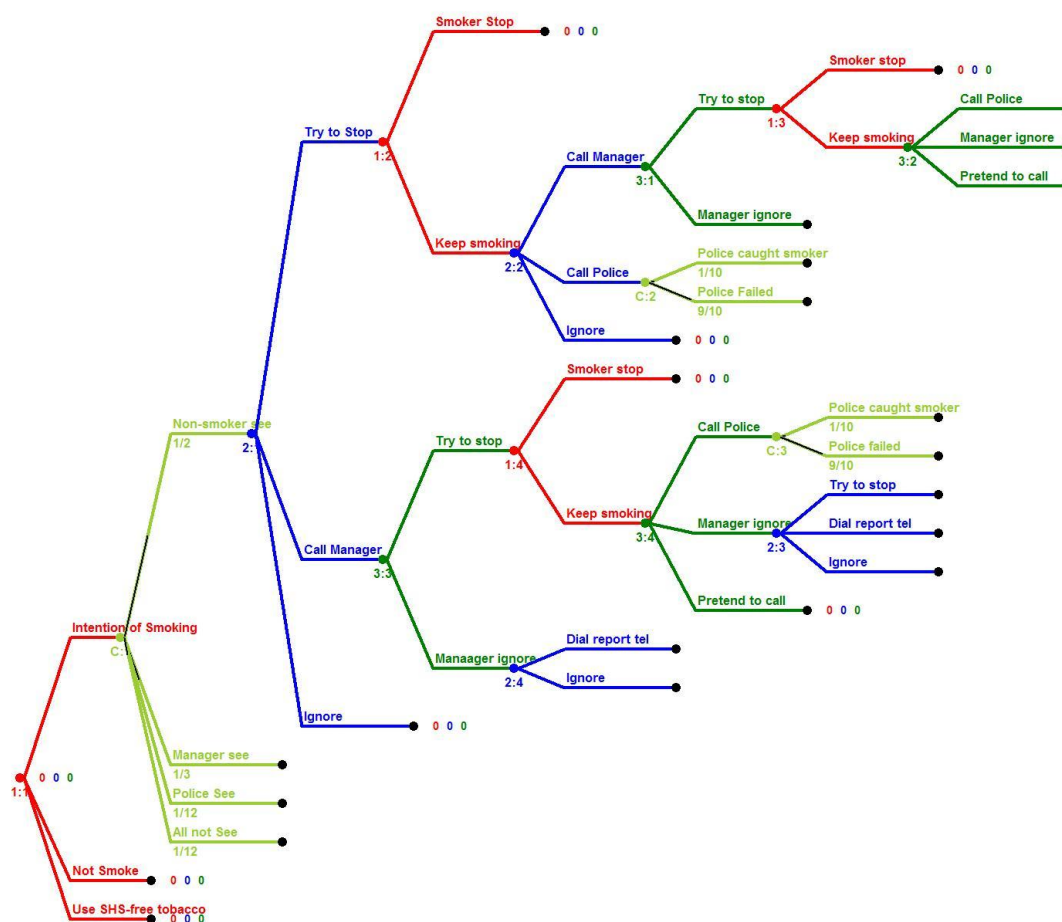 Smoker Stop
0 0 0
Smoker stop
0 0 0
Try to stop
Call Police
1:3
Try to Stop
Keep smoking
Manager ignore
1:2
3:2
Call Manager
3:1
Pretend to call
Manager ignore
Keep smoking
2:2
Police caught smoker
1/10
Call Police
C:2
Police Failed
9/10
Ignore
0 0 0
Smoker stop
0 0 0
Police caught smoker
1/10
Non-smoker see
1/2
2:
Call Police
C:3
Try to stop
1:4
Police failed
9/10
Try to stop
Keep smoking
3:4
Manager ignore
2:3
Dial report tel
Call Manager
3:3
Ignore
Pretend to call
0 0 0
Intention of Smoking
C:
Dial report tel
Manaager ignore
2:4
Ignore
Ignore
0 0 0
Manager see
1/3
0 0 0
1:1
Police See
1/12
All not See
1/12
Not Smoke
0 0 0
Use SHS-free tobacco
0 0 0